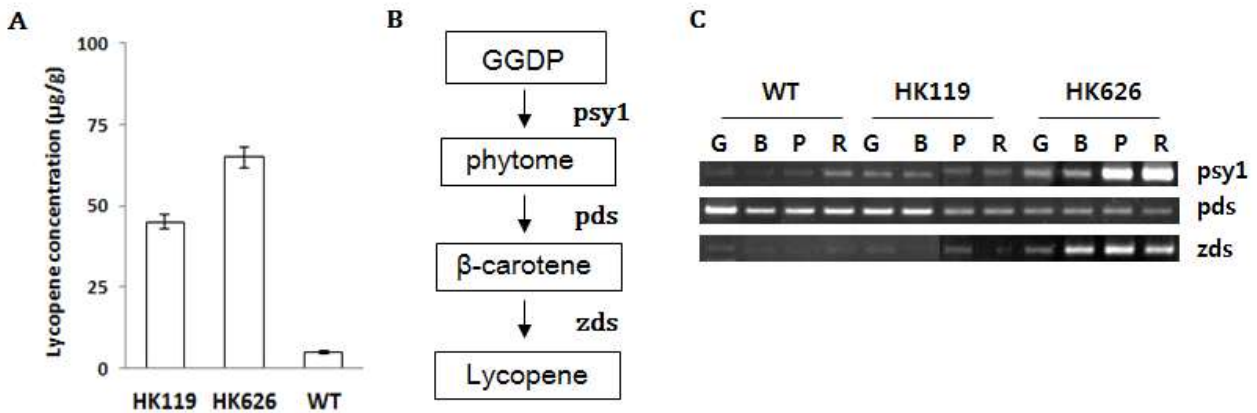 A
Lycopene concentration (µg/g)
100
75
50
25
0
HK119 HK626 WT
B
GGDP
psy1
phytome
pds
β-carotene
zds
Lycopene
C
WT HK119 HK626
G B P R G B P R G B P R
psy1
pds
zds